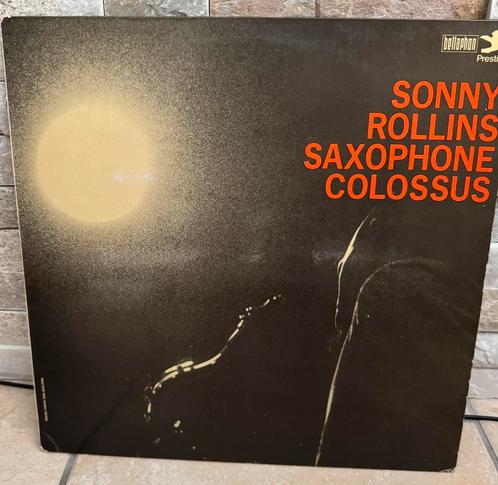 bellaphon
Presti
SONNY
ROLLINS
SAXOPHONE
COLOSSUS